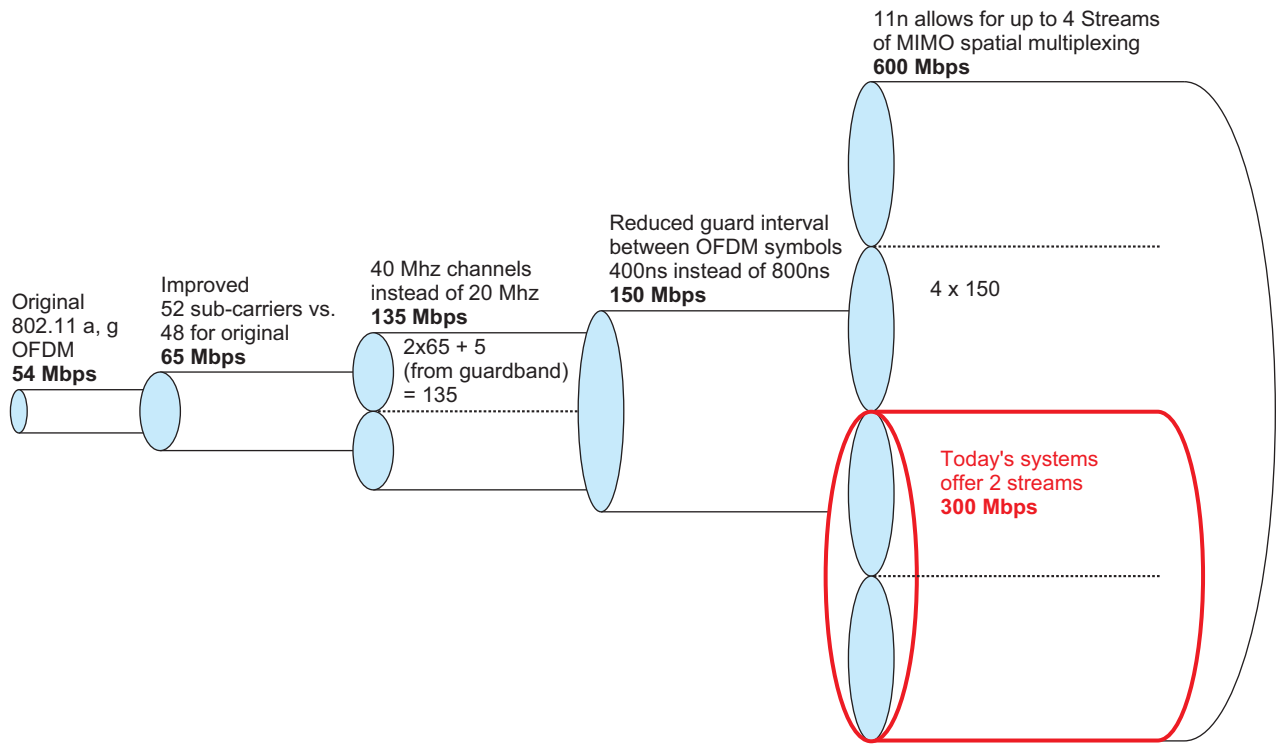 Original
802.11 a, g
OFDM
54 Mbps
Improved
52 sub-carriers vs.
48 for original
65 Mbps
40 Mhz channels
instead of 20 Mhz
135 Mbps
2x65 + 5
(from guardband)
= 135
Reduced guard interval
between OFDM symbols
400ns instead of 800ns
150 Mbps
11n allows for up to 4 Streams
of MIMO spatial multiplexing
600 Mbps
4 x 150
Today's systems
offer 2 streams
300 Mbps